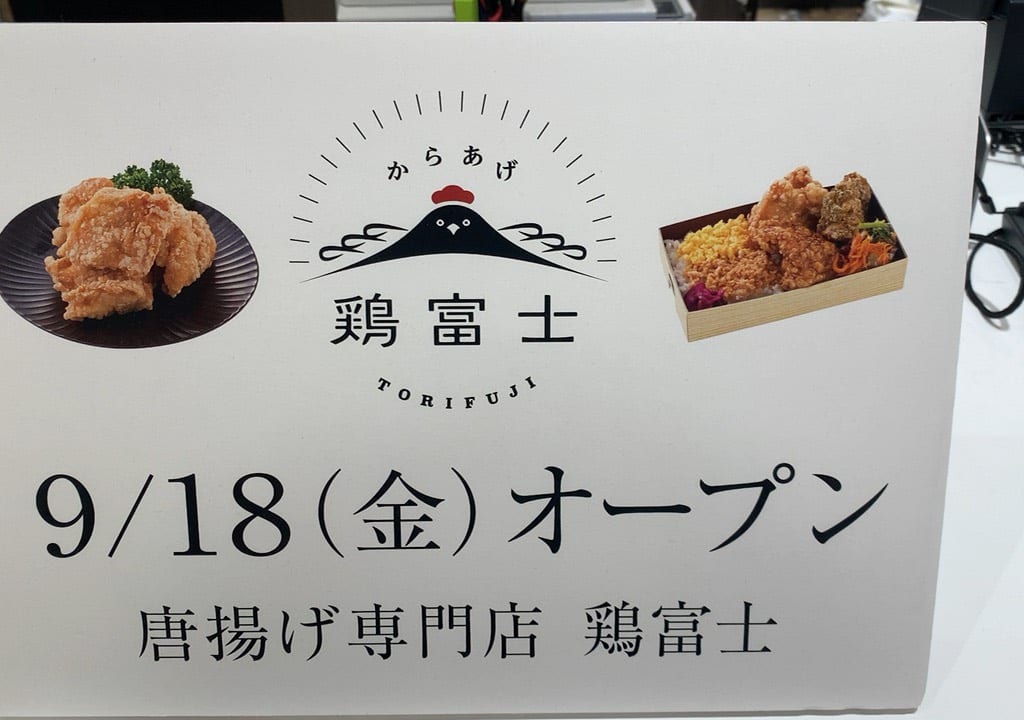 からあげ
鶏富士
TORIFUJI
9/18(金)オープン
唐揚げ専門店 鶏富士